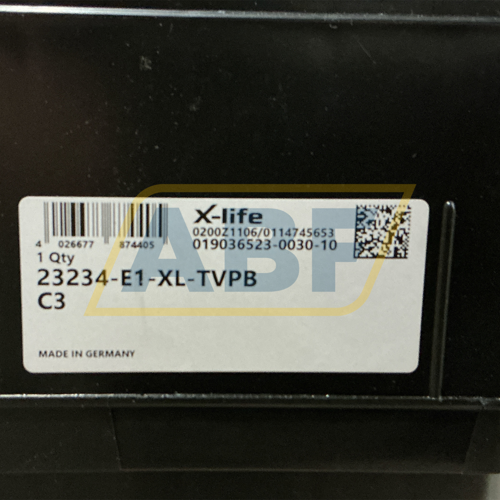 X-life
0200Z1106/0114745653
019036523-0030-10
4 026677 874405
1 Qty
23234-E1-XL-TVPB
C3
MADE IN GERMANY
ABF